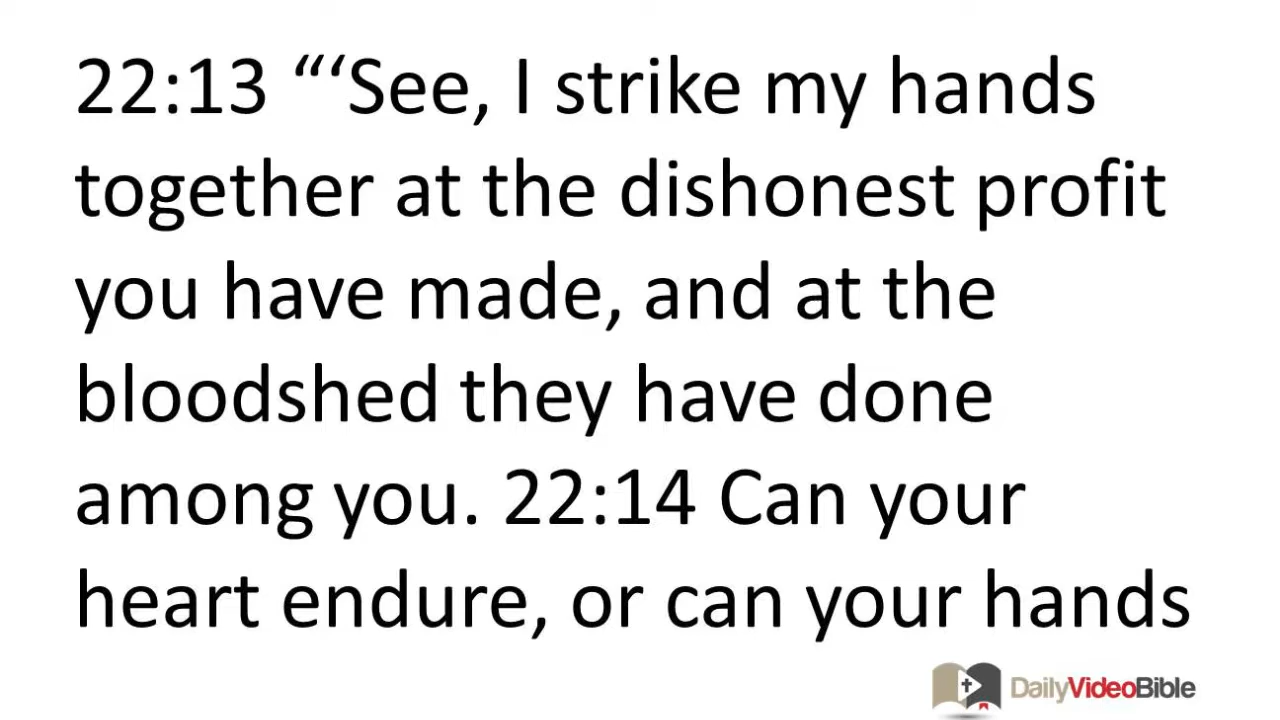 22:13 “‘See, I strike my hands
together at the dishonest profit
you have made, and at the
bloodshed they have done
among you. 22:14 Can your
heart endure, or can your hands
DailyVideoBible